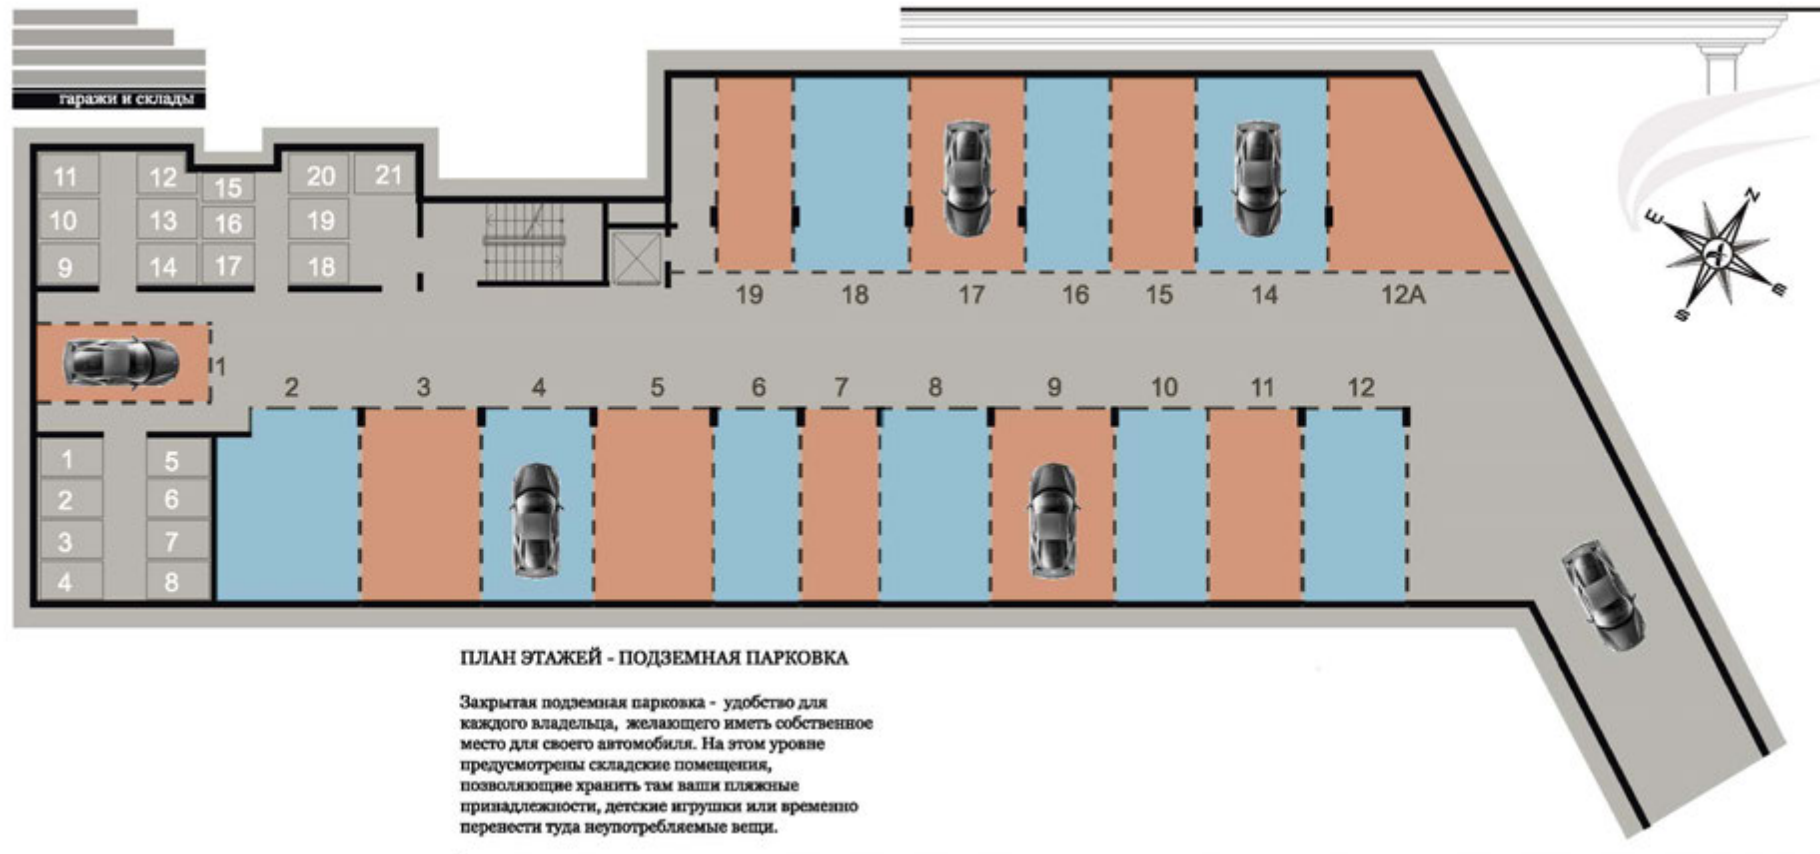 гаражи и склады
11 12 15 20 21
10 13 16 19
9 14 17 18
19 18 17 16 15 14 12A
1
2 3 4 5 6 7 8 9 10 11 12
1 5
2 6
3 7
4 8
N
E
W
S
ПЛАН ЭТАЖЕЙ - ПОДЗЕМНАЯ ПАРКОВКА
Закрытая подземная парковка - удобство для
каждого владельца, желающего иметь собственное
место для своего автомобиля. На этом уровне
предусмотрены складские помещения,
позволяющие хранить там ваши пляжные
принадлежности, детские игрушки или временно
перенести туда неупотребляемые вещи.